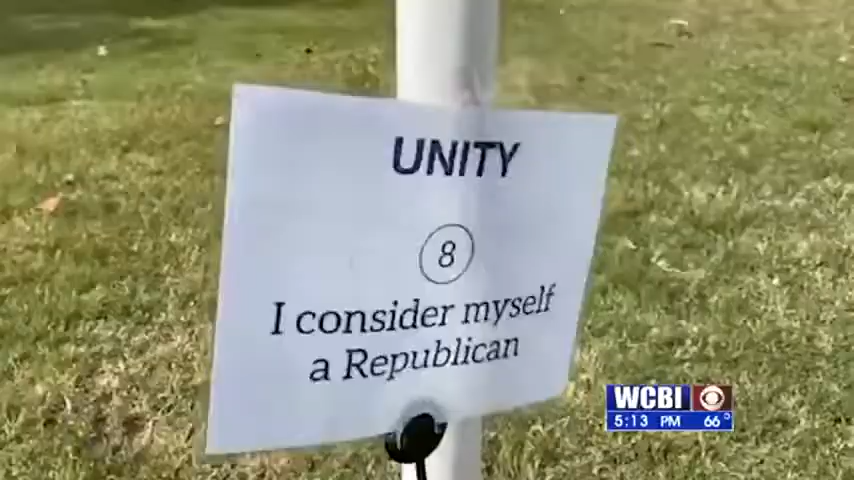 UNITY
8
I consider myself
a Republican
WCBI
5:13 PM 66°